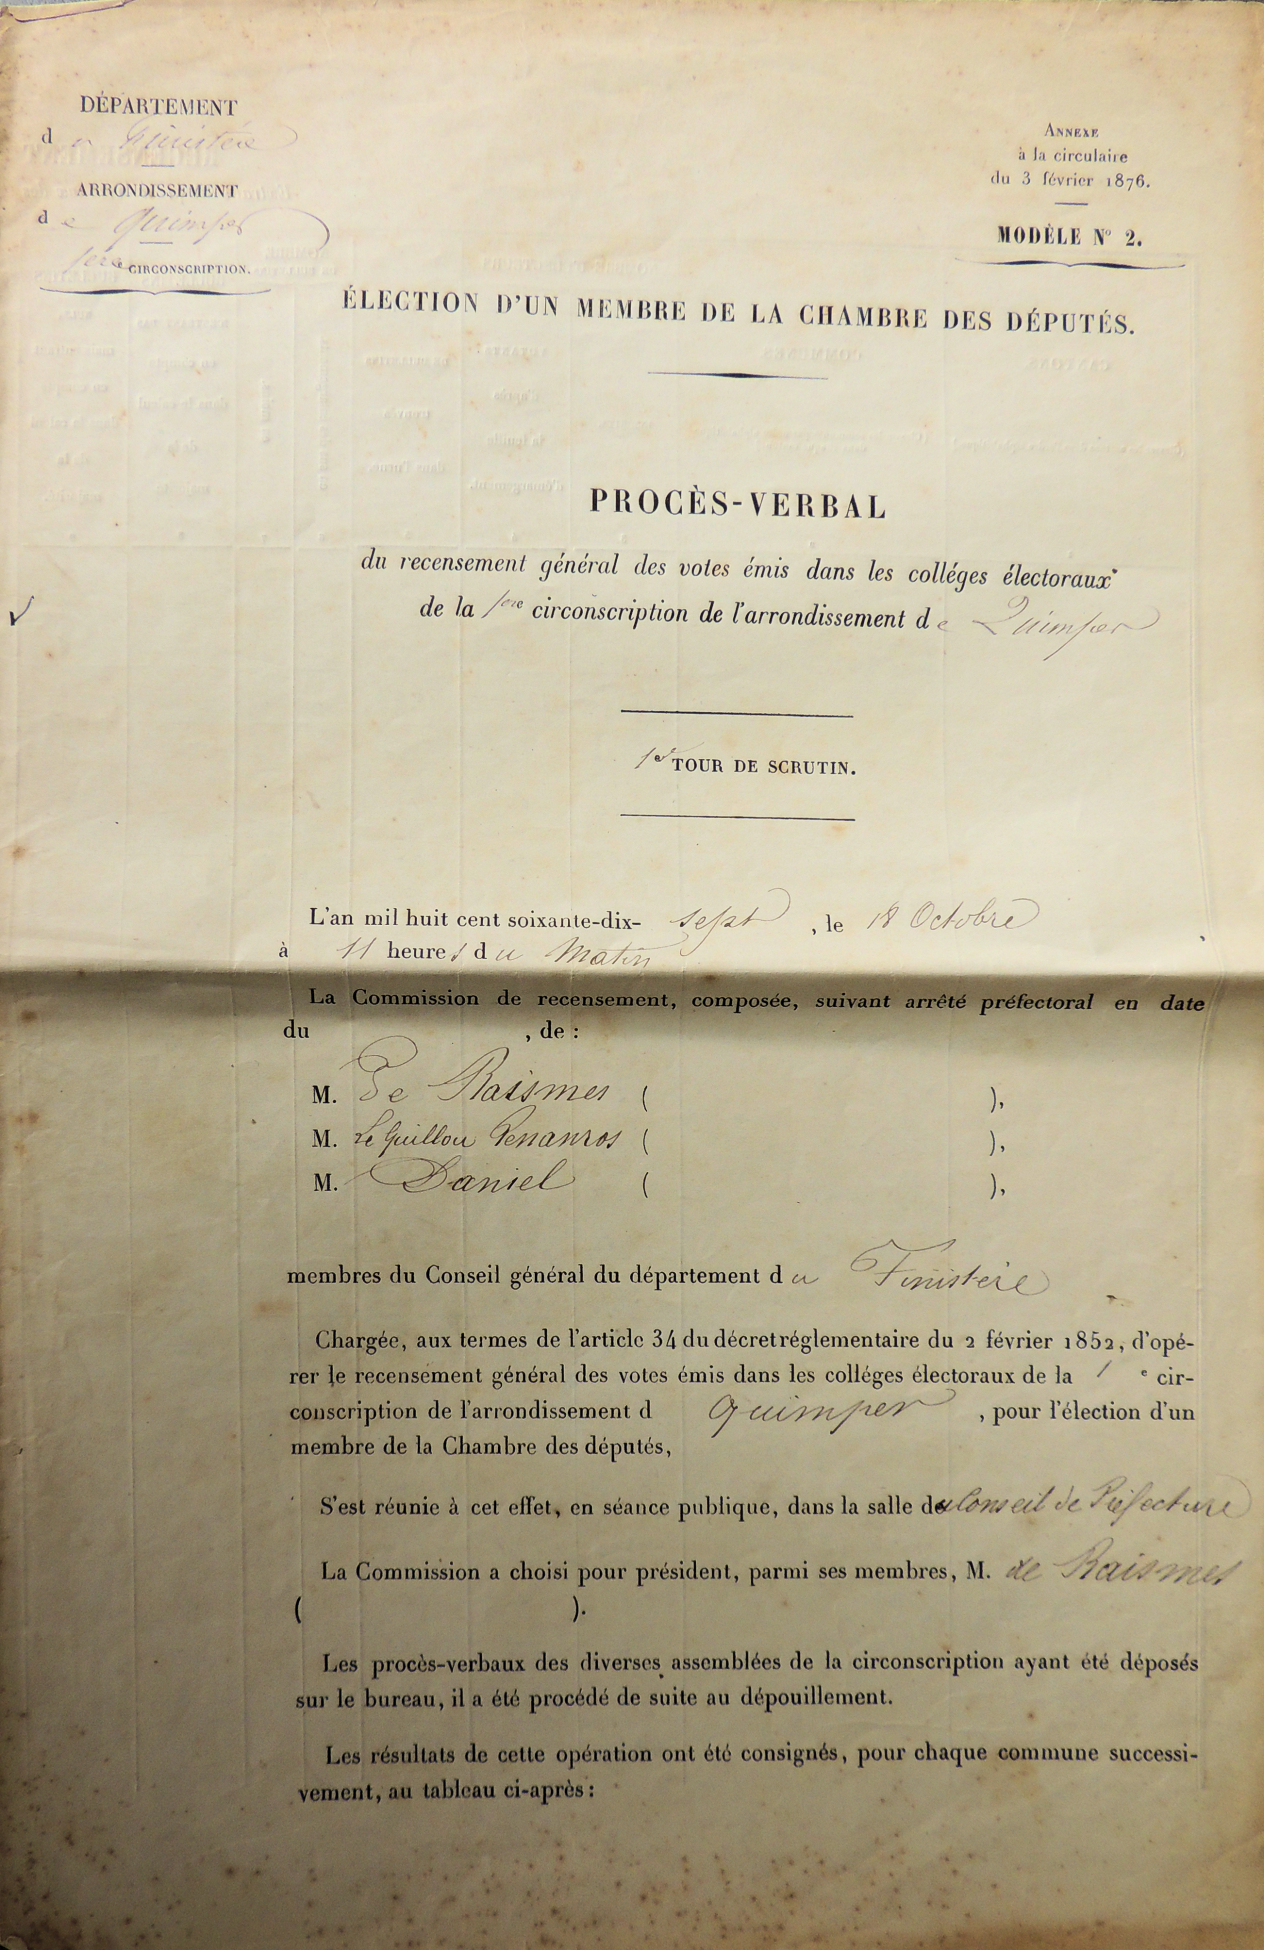 DÉPARTEMENT
du Finistère
ARRONDISSEMENT
de Quimper
1ère CIRCONSCRIPTION.
ANNEXE
à la circulaire
du 3 février 1876.
MODÈLE N° 2.
ÉLECTION D'UN MEMBRE DE LA CHAMBRE DES DÉPUTÉS.
PROCÈS-VERBAL
du recensement général des votes émis dans les colléges électoraux
de la 1ère circonscription de l'arrondissement de Quimper
1er TOUR DE SCRUTIN.
L'an mil huit cent soixante-dix- sept , le 18 Octobre
à 11 heures du Matin
La Commission de recensement, composée, suivant arrêté préfectoral en date
du , de :
M. De Raismes ( ),
M. Le Guillou Penanros ( ),
M. Daniel ( ),
membres du Conseil général du département du Finistère
Chargée, aux termes de l'article 34 du décret réglementaire du 2 février 1852, d'opé-
rer le recensement général des votes émis dans les colléges électoraux de la 1 e cir-
conscription de l'arrondissement d Quimper , pour l'élection d'un
membre de la Chambre des députés,
S'est réunie à cet effet, en séance publique, dans la salle du Conseil de Préfecture
La Commission a choisi pour président, parmi ses membres, M. de Raismes
( ).
Les procès-verbaux des diverses assemblées de la circonscription ayant été déposés
sur le bureau, il a été procédé de suite au dépouillement.
Les résultats de cette opération ont été consignés, pour chaque commune successi-
vement, au tableau ci-après :